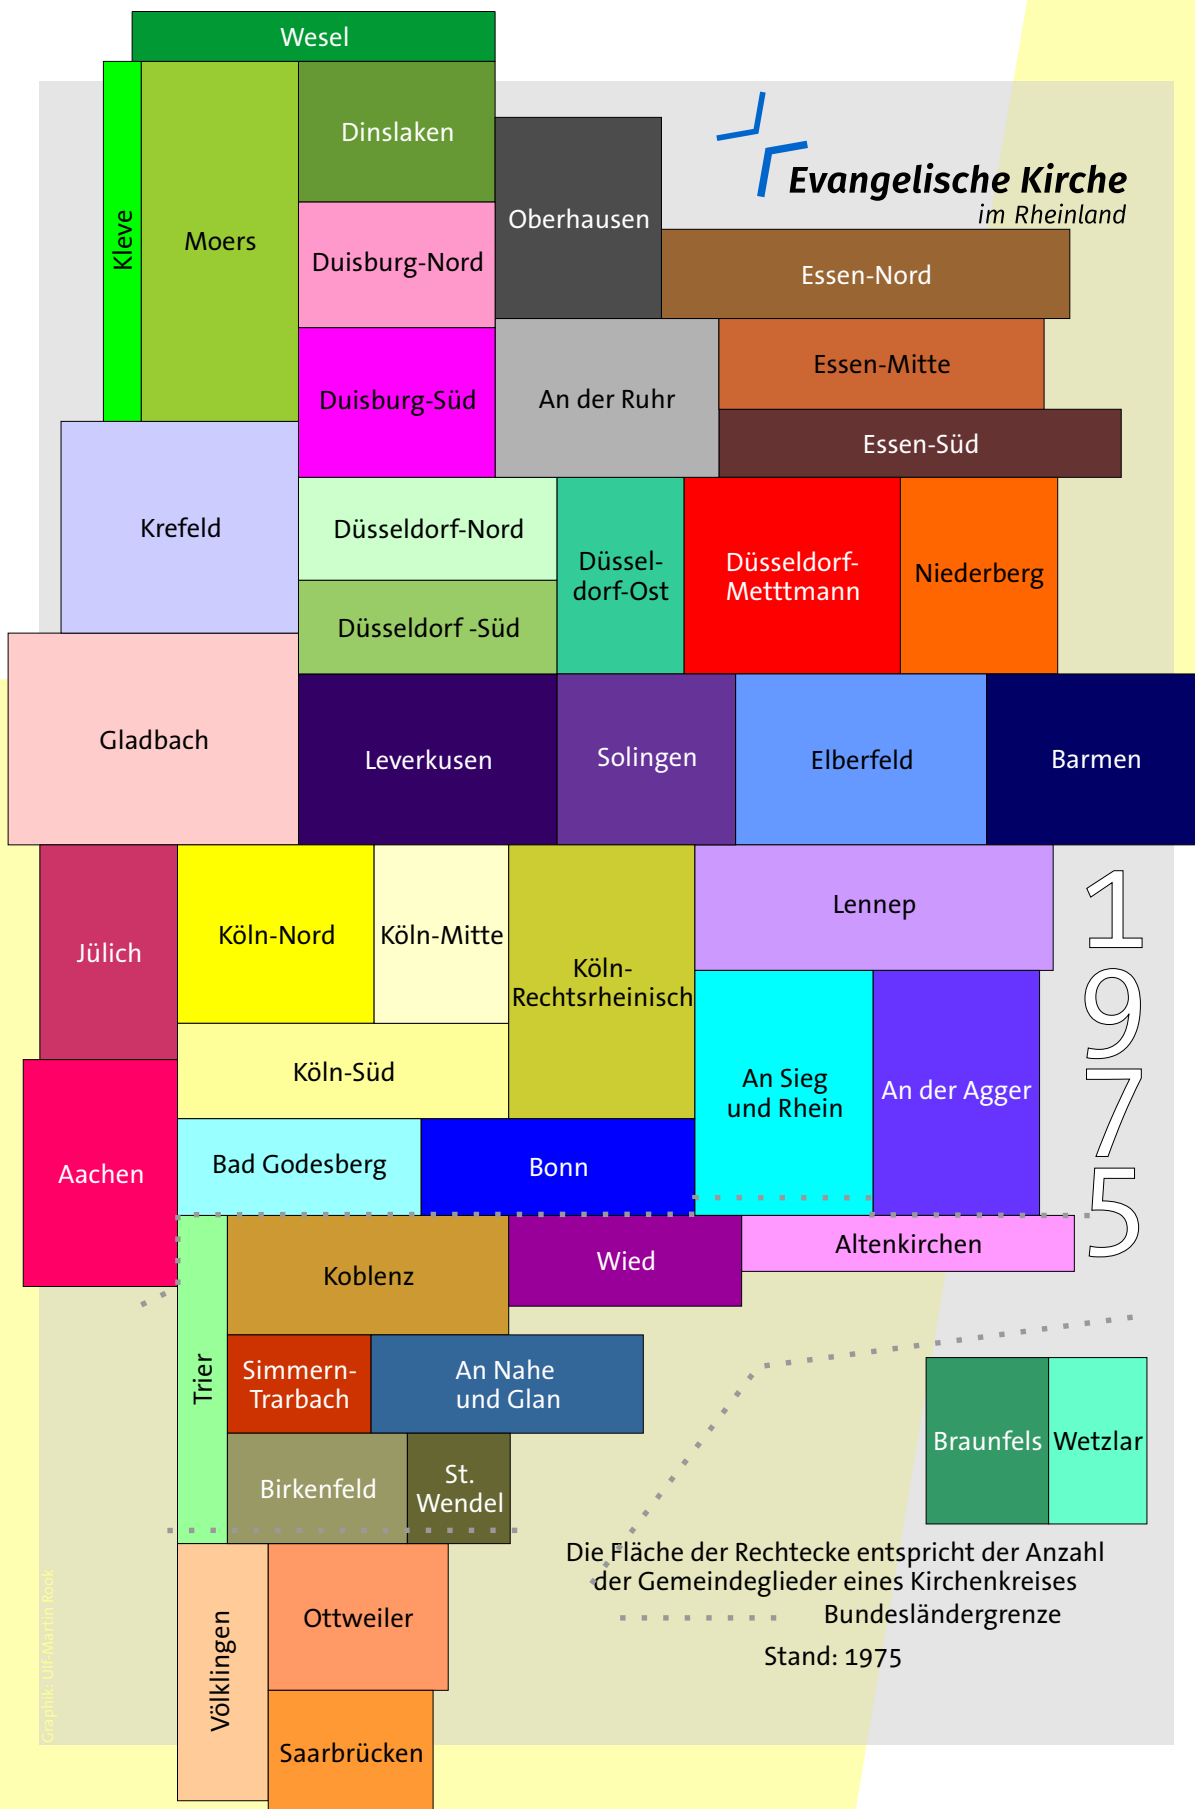 Wesel
Dinslaken
Evangelische Kirche
im Rheinland
Kleve
Moers
Oberhausen
Duisburg-Nord
Essen-Nord
Essen-Mitte
Duisburg-Süd
An der Ruhr
Essen-Süd
Krefeld
Düsseldorf-Nord
Düssel-
dorf-Ost
Düsseldorf-
Metttmann
Niederberg
Düsseldorf -Süd
Gladbach
Leverkusen
Solingen
Elberfeld
Barmen
Lennep
1
9
7
5
Jülich
Köln-Nord
Köln-Mitte
Köln-
Rechtsrheinisch
Köln-Süd
An Sieg
und Rhein
An der Agger
Aachen
Bad Godesberg
Bonn
Koblenz
Wied
Altenkirchen
Trier
Simmern-
Trarbach
An Nahe
und Glan
Braunfels
Wetzlar
Birkenfeld
St.
Wendel
Die Fläche der Rechtecke entspricht der Anzahl
der Gemeindeglieder eines Kirchenkreises
Bundesländergrenze
Stand: 1975
Völklingen
Ottweiler
Saarbrücken
Graphik: Ulf-Martin Rook